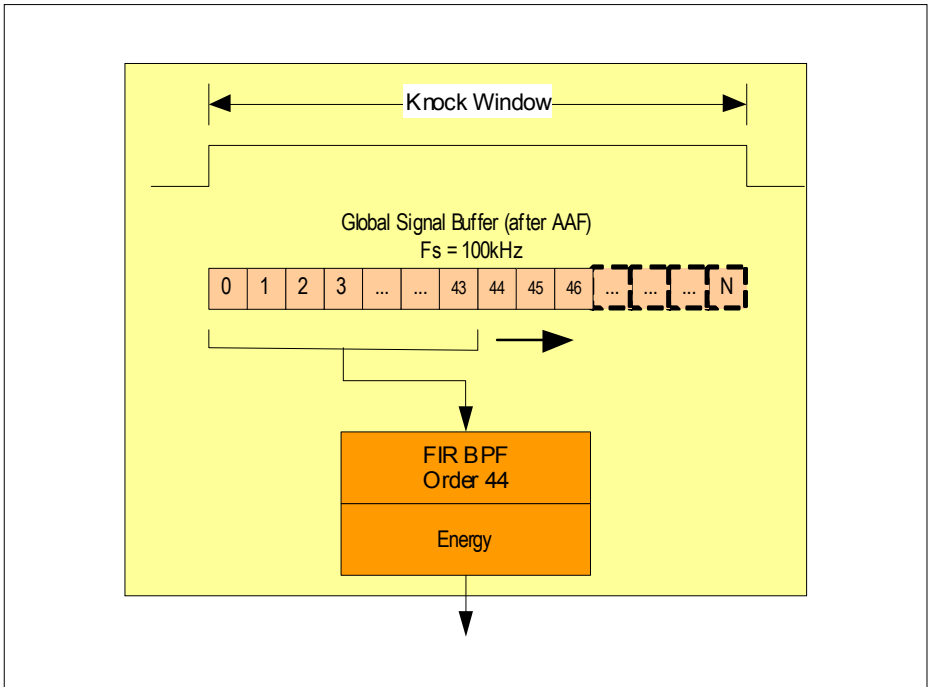 Knock Window
Global Signal Buffer (after AAF)
Fs = 100kHz
0 1 2 3 ... ... 43 44 45 46 ... ... ... N
FIR BPF
Order 44
Energy